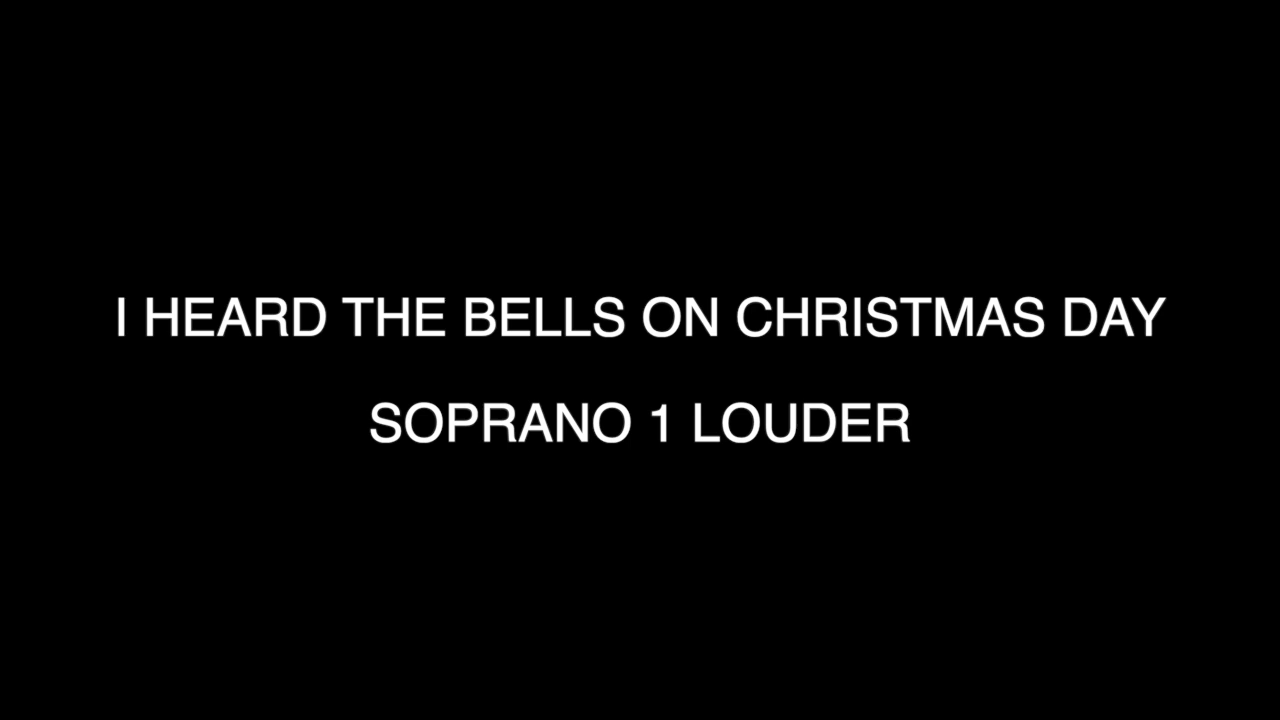 I HEARD THE BELLS ON CHRISTMAS DAY
SOPRANO 1 LOUDER